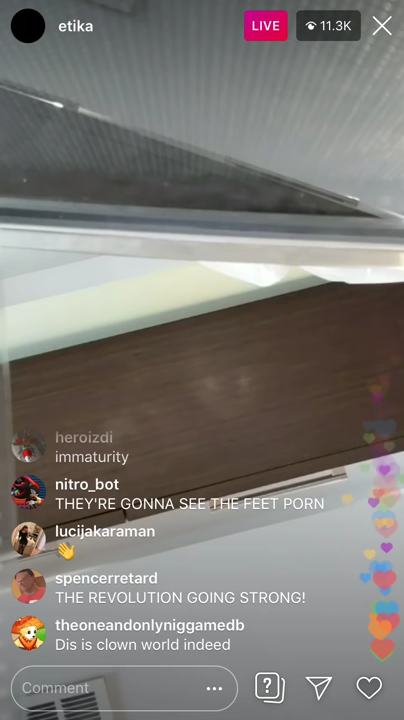 etika
LIVE
11.3K
heroizdi
immaturity
nitro_bot
THEY'RE GONNA SEE THE FEET PORN
lucijakaraman
👋
spencerretard
THE REVOLUTION GOING STRONG!
theoneandonlyniggamedb
Dis is clown world indeed
Comment